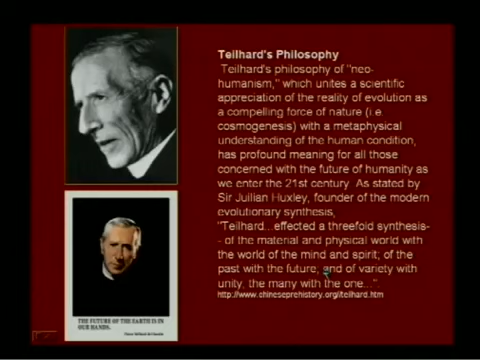 Teilhard's Philosophy
Teilhard's philosophy of "neo-
humanism," which unites a scientific
appreciation of the reality of evolution as
a compelling force of nature (i.e.
cosmogenesis) with a metaphysical
understanding of the human condition,
has profound meaning for all those
concerned with the future of humanity as
we enter the 21st century. As stated by
Sir Juilian Huxley, founder of the modern
evolutionary synthesis,
"Teilhard...effected a threefold synthesis-
- of the material and physical world with
the world of the mind and spirit; of the
past with the future; and of variety with
unity, the many with the one...".
http://www.chineseprehistory.org/teilhard.htm
THE FUTURE OF THE EARTH IS IN
OUR HANDS.